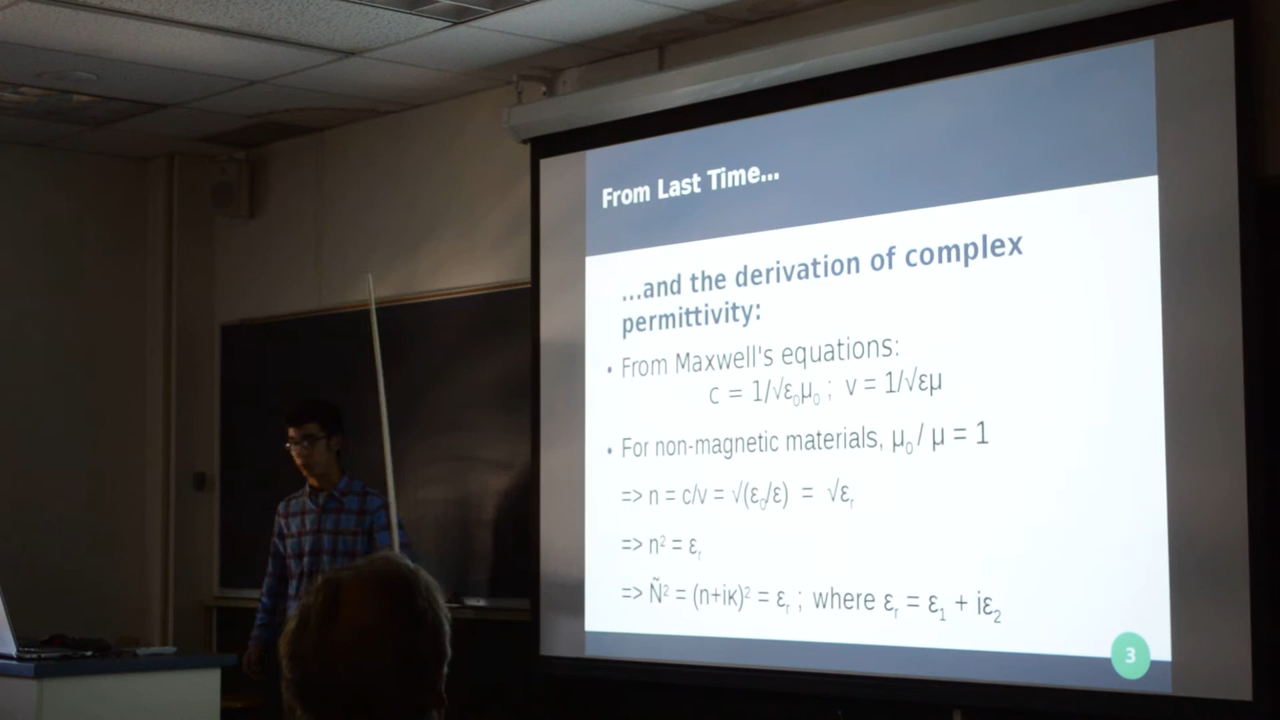 From Last Time...
...and the derivation of complex
permittivity:
• From Maxwell's equations:
c = 1/√ε₀μ₀ ; v = 1/√εμ
• For non-magnetic materials, μ₀ / μ = 1
=> n = c/v = √(ε₀/ε) = √εᵣ
=> n² = εᵣ
=> Ñ² = (n+iκ)² = εᵣ ; where εᵣ = ε₁ + iε₂
3